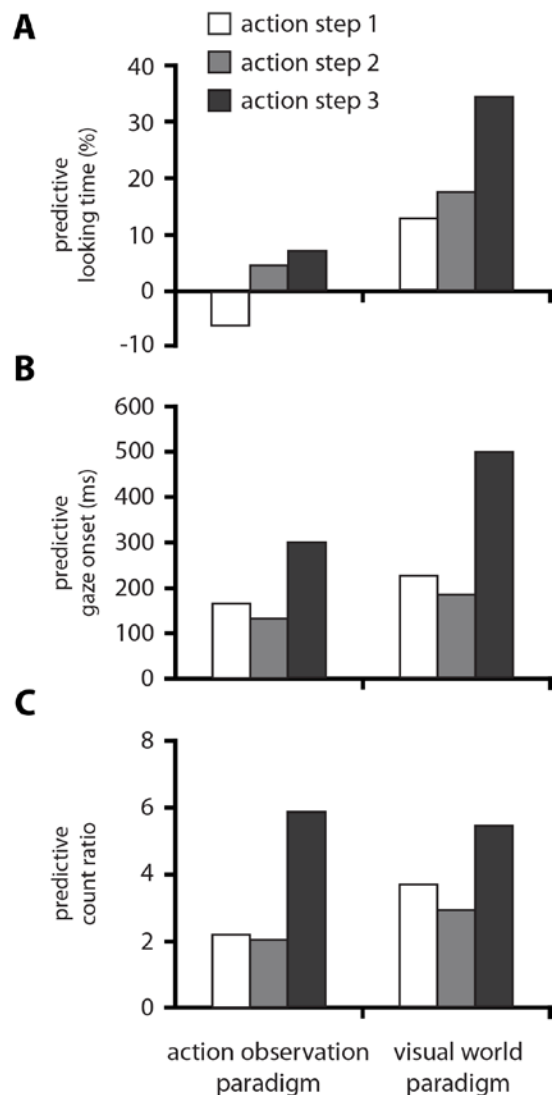 A
action step 1
action step 2
action step 3
predictive
looking time (%)
40
30
20
10
0
-10
B
predictive
gaze onset (ms)
600
500
400
300
200
100
0
C
predictive
count ratio
8
6
4
2
0
action observation
paradigm
visual world
paradigm